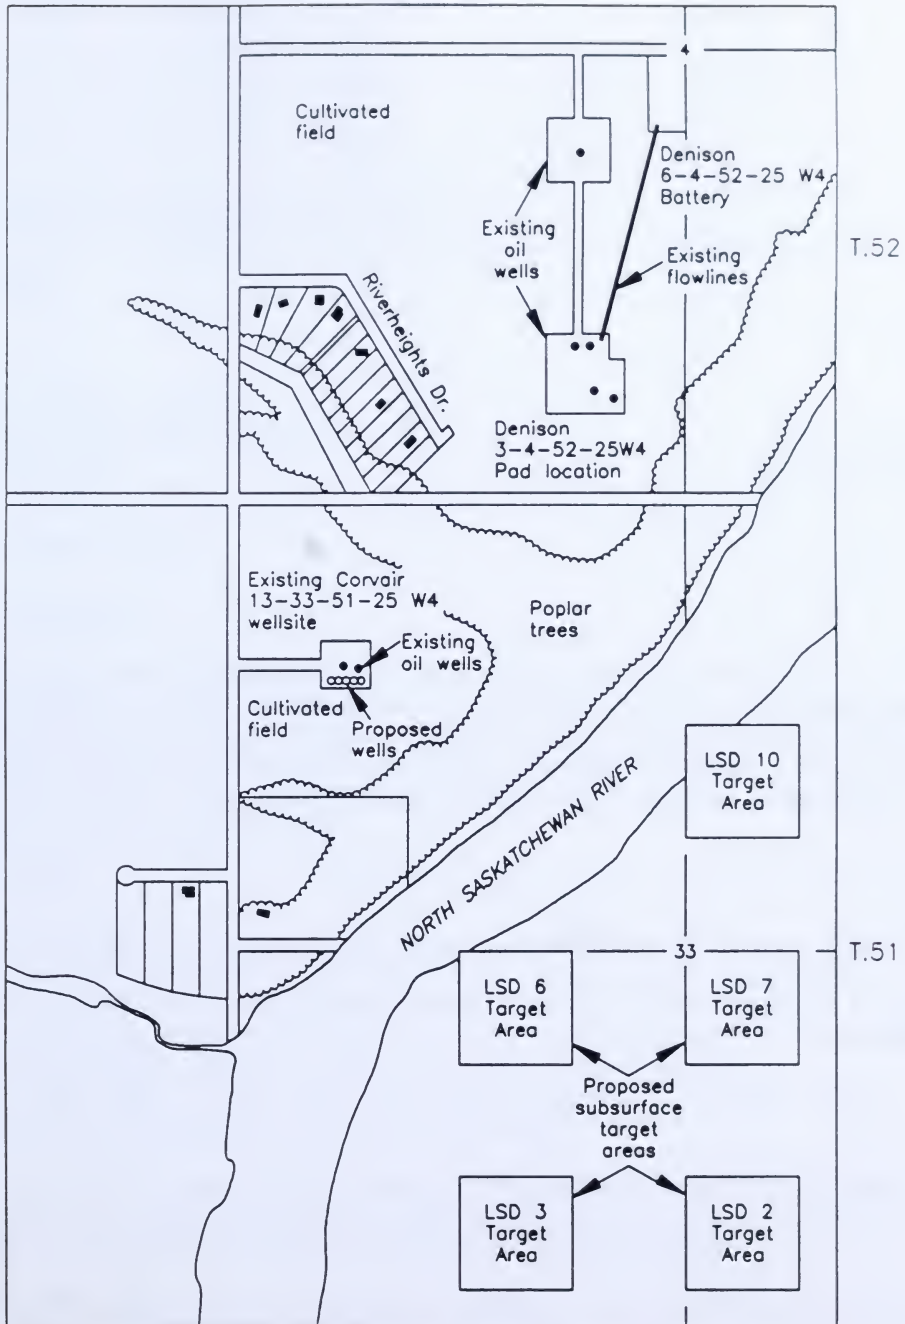 4
Cultivated
field
Denison
6-4-52-25 W4
Battery
Existing
oil
wells
Existing
flowlines
T.52
Riverheights Dr.
Denison
3-4-52-25W4
Pad location
Existing Corvair
13-33-51-25 W4
wellsite
Poplar
trees
Existing
oil wells
Cultivated
field
Proposed
wells
LSD 10
Target
Area
NORTH SASKATCHEWAN RIVER
33
T.51
LSD 6
Target
Area
LSD 7
Target
Area
Proposed
subsurface
target
areas
LSD 3
Target
Area
LSD 2
Target
Area